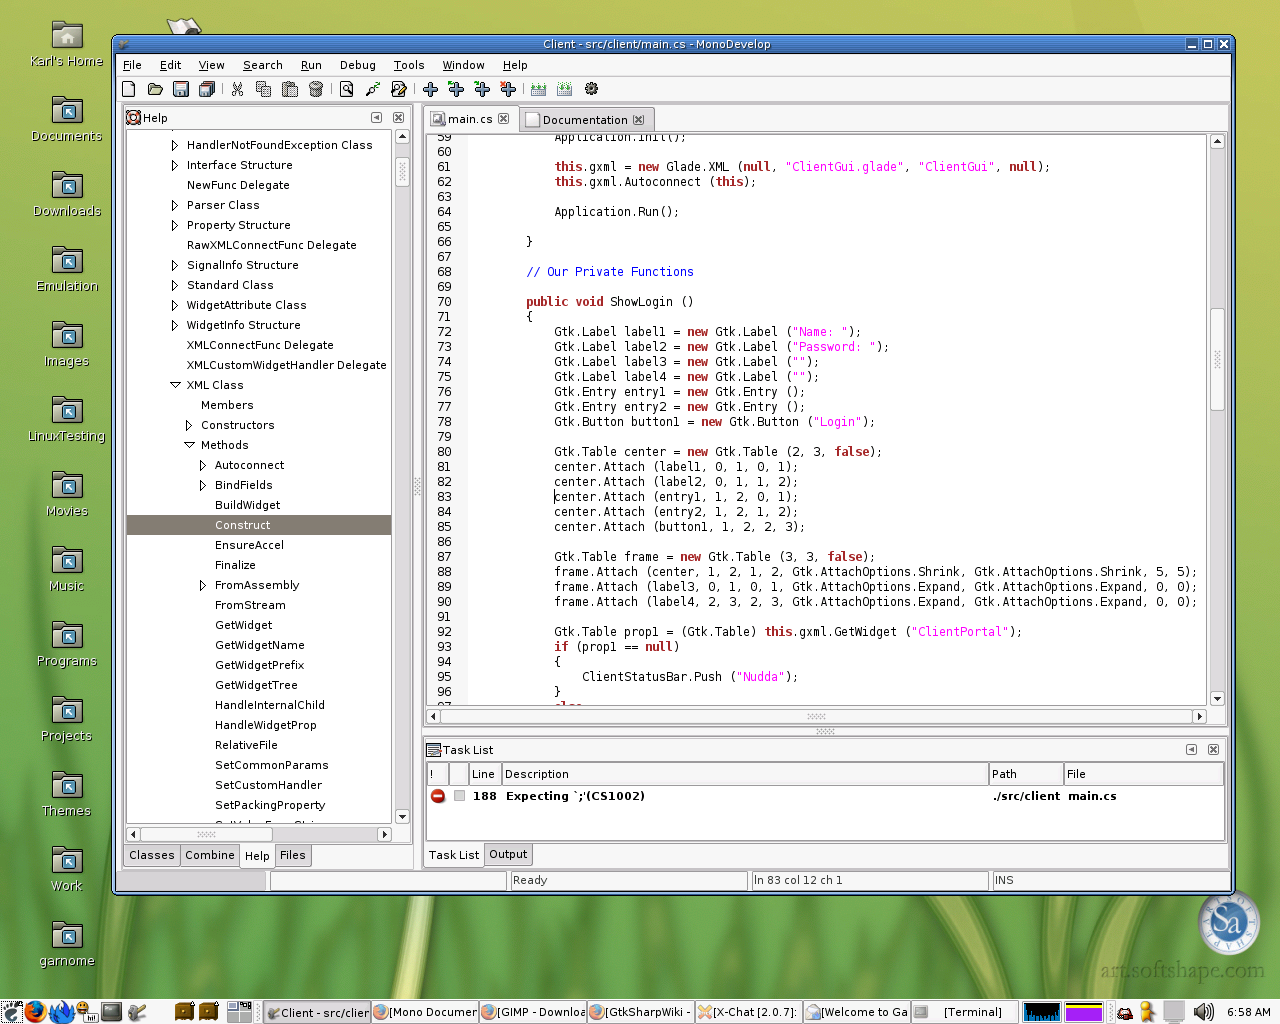 Karl's Home
Documents
Downloads
Emulation
Images
LinuxTesting
Movies
Music
Programs
Projects
Themes
Work
garnome
Client - src/client/main.cs - MonoDevelop
File Edit View Search Run Debug Tools Window Help
Help
HandlerNotFoundException Class
Interface Structure
NewFunc Delegate
Parser Class
Property Structure
RawXMLConnectFunc Delegate
SignalInfo Structure
Standard Class
WidgetAttribute Class
WidgetInfo Structure
XMLConnectFunc Delegate
XMLCustomWidgetHandler Delegate
XML Class
Members
Constructors
Methods
Autoconnect
BindFields
BuildWidget
Construct
EnsureAccel
Finalize
FromAssembly
FromStream
GetWidget
GetWidgetName
GetWidgetPrefix
GetWidgetTree
HandleInternalChild
HandleWidgetProp
RelativeFile
SetCommonParams
SetCustomHandler
SetPackingProperty
Classes Combine Help Files
main.cs Documentation
59 Application.Init();
60
61 this.gxml = new Glade.XML (null, "ClientGui.glade", "ClientGui", null);
62 this.gxml.Autoconnect (this);
63
64 Application.Run();
65
66 }
67
68 // Our Private Functions
69
70 public void ShowLogin ()
71 {
72 Gtk.Label label1 = new Gtk.Label ("Name: ");
73 Gtk.Label label2 = new Gtk.Label ("Password: ");
74 Gtk.Label label3 = new Gtk.Label ("");
75 Gtk.Label label4 = new Gtk.Label ("");
76 Gtk.Entry entry1 = new Gtk.Entry ();
77 Gtk.Entry entry2 = new Gtk.Entry ();
78 Gtk.Button button1 = new Gtk.Button ("Login");
79
80 Gtk.Table center = new Gtk.Table (2, 3, false);
81 center.Attach (label1, 0, 1, 0, 1);
82 center.Attach (label2, 0, 1, 1, 2);
83 center.Attach (entry1, 1, 2, 0, 1);
84 center.Attach (entry2, 1, 2, 1, 2);
85 center.Attach (button1, 1, 2, 2, 3);
86
87 Gtk.Table frame = new Gtk.Table (3, 3, false);
88 frame.Attach (center, 1, 2, 1, 2, Gtk.AttachOptions.Shrink, Gtk.AttachOptions.Shrink, 5, 5);
89 frame.Attach (label3, 0, 1, 0, 1, Gtk.AttachOptions.Expand, Gtk.AttachOptions.Expand, 0, 0);
90 frame.Attach (label4, 2, 3, 2, 3, Gtk.AttachOptions.Expand, Gtk.AttachOptions.Expand, 0, 0);
91
92 Gtk.Table prop1 = (Gtk.Table) this.gxml.GetWidget ("ClientPortal");
93 if (prop1 == null)
94 {
95 ClientStatusBar.Push ("Nudda");
96 }
97 else
Task List
! Line Description Path File
188 Expecting `;'(CS1002) ./src/client main.cs
Task List Output
Ready ln 83 col 12 ch 1 INS
Sa
art.softshape.com
Client - src/clier [Mono Documen [GIMP - Downloa [GtkSharpWiki - [X-Chat [2.0.7]: [Welcome to Ga [Terminal] 6:58 AM